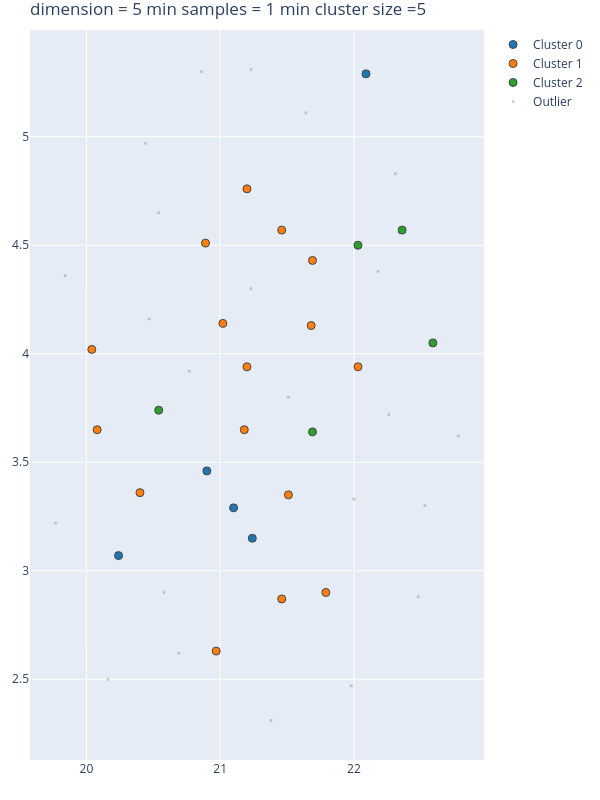 dimension = 5 min samples = 1 min cluster size =5
Cluster 0
Cluster 1
Cluster 2
Outlier
5
4.5
4
3.5
3
2.5
20
21
22